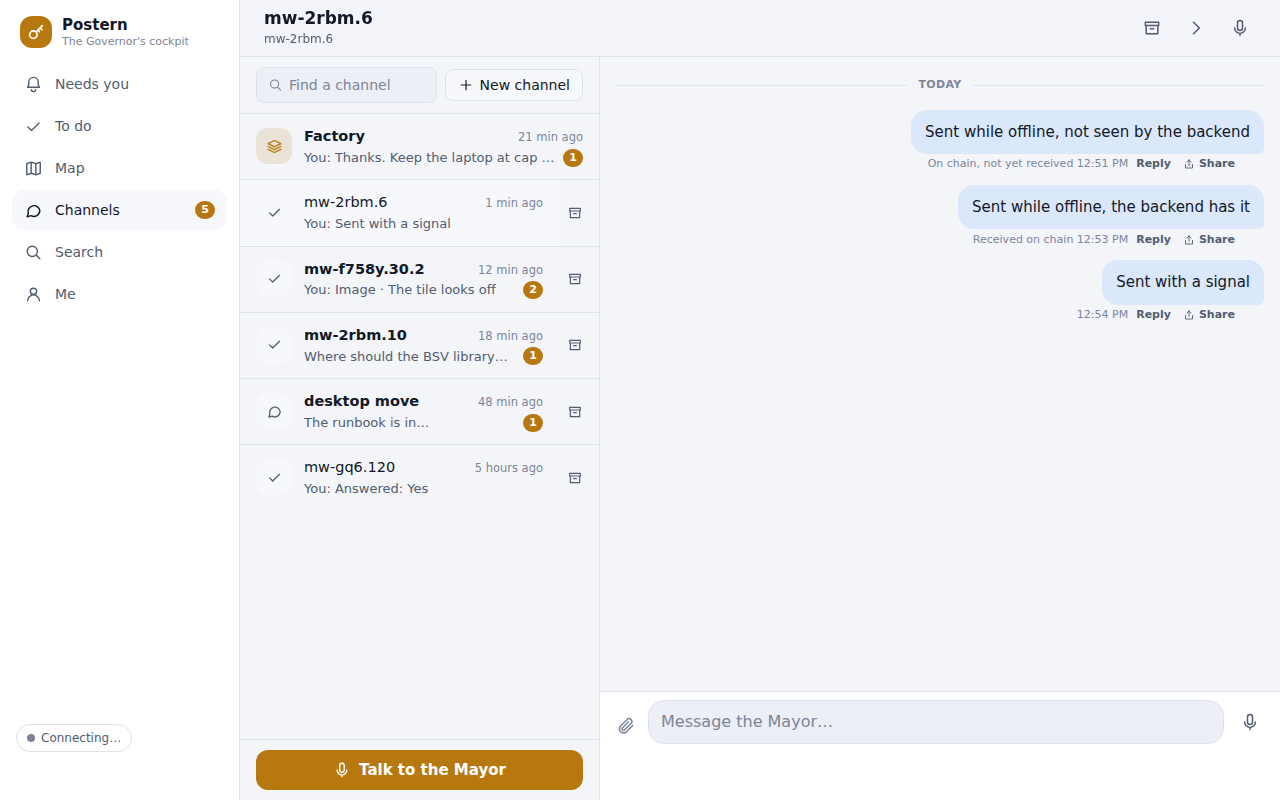 Postern
The Governor's cockpit
Needs you
To do
Map
Channels 5
Search
Me
Connecting…
mw-2rbm.6
mw-2rbm.6
Find a channel
New channel
Factory 21 min ago
You: Thanks. Keep the laptop at cap … 1
mw-2rbm.6 1 min ago
You: Sent with a signal
mw-f758y.30.2 12 min ago
You: Image · The tile looks off 2
mw-2rbm.10 18 min ago
Where should the BSV library… 1
desktop move 48 min ago
The runbook is in… 1
mw-gq6.120 5 hours ago
You: Answered: Yes
Talk to the Mayor
TODAY
Sent while offline, not seen by the backend
On chain, not yet received 12:51 PM Reply Share
Sent while offline, the backend has it
Received on chain 12:53 PM Reply Share
Sent with a signal
12:54 PM Reply Share
Message the Mayor…